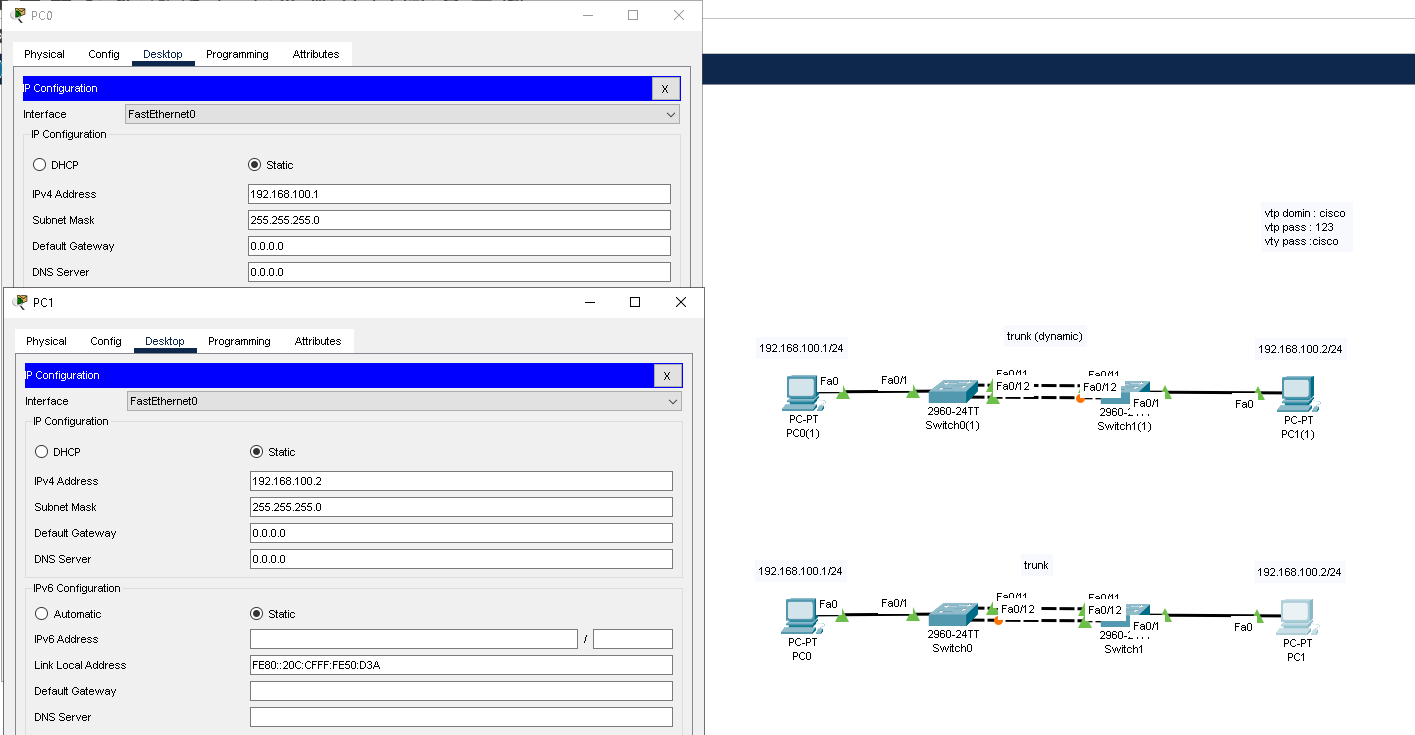 PC0
Physical Config Desktop Programming Attributes
IP Configuration X
Interface FastEthernet0
IP Configuration
DHCP Static
IPv4 Address 192.168.100.1
Subnet Mask 255.255.255.0
Default Gateway 0.0.0.0
DNS Server 0.0.0.0
PC1
Physical Config Desktop Programming Attributes
IP Configuration X
Interface FastEthernet0
IP Configuration
DHCP Static
IPv4 Address 192.168.100.2
Subnet Mask 255.255.255.0
Default Gateway 0.0.0.0
DNS Server 0.0.0.0
IPv6 Configuration
Automatic Static
IPv6 Address /
Link Local Address FE80::20C:CFFF:FE50:D3A
Default Gateway
DNS Server
vtp domin : cisco
vtp pass : 123
vty pass :cisco
trunk (dynamic)
192.168.100.1/24 192.168.100.2/24
Fa0/11 Fa0/11
Fa0 Fa0/1 Fa0/12 Fa0/12 Fa0/1 Fa0
PC-PT 2960-24TT 2960- PC-PT
PC0(1) Switch0(1) Switch1(1) PC1(1)
trunk
192.168.100.1/24 192.168.100.2/24
Fa0/11 Fa0/11
Fa0 Fa0/1 Fa0/12 Fa0/12 Fa0/1 Fa0
PC-PT 2960-24TT 2960- PC-PT
PC0 Switch0 Switch1 PC1